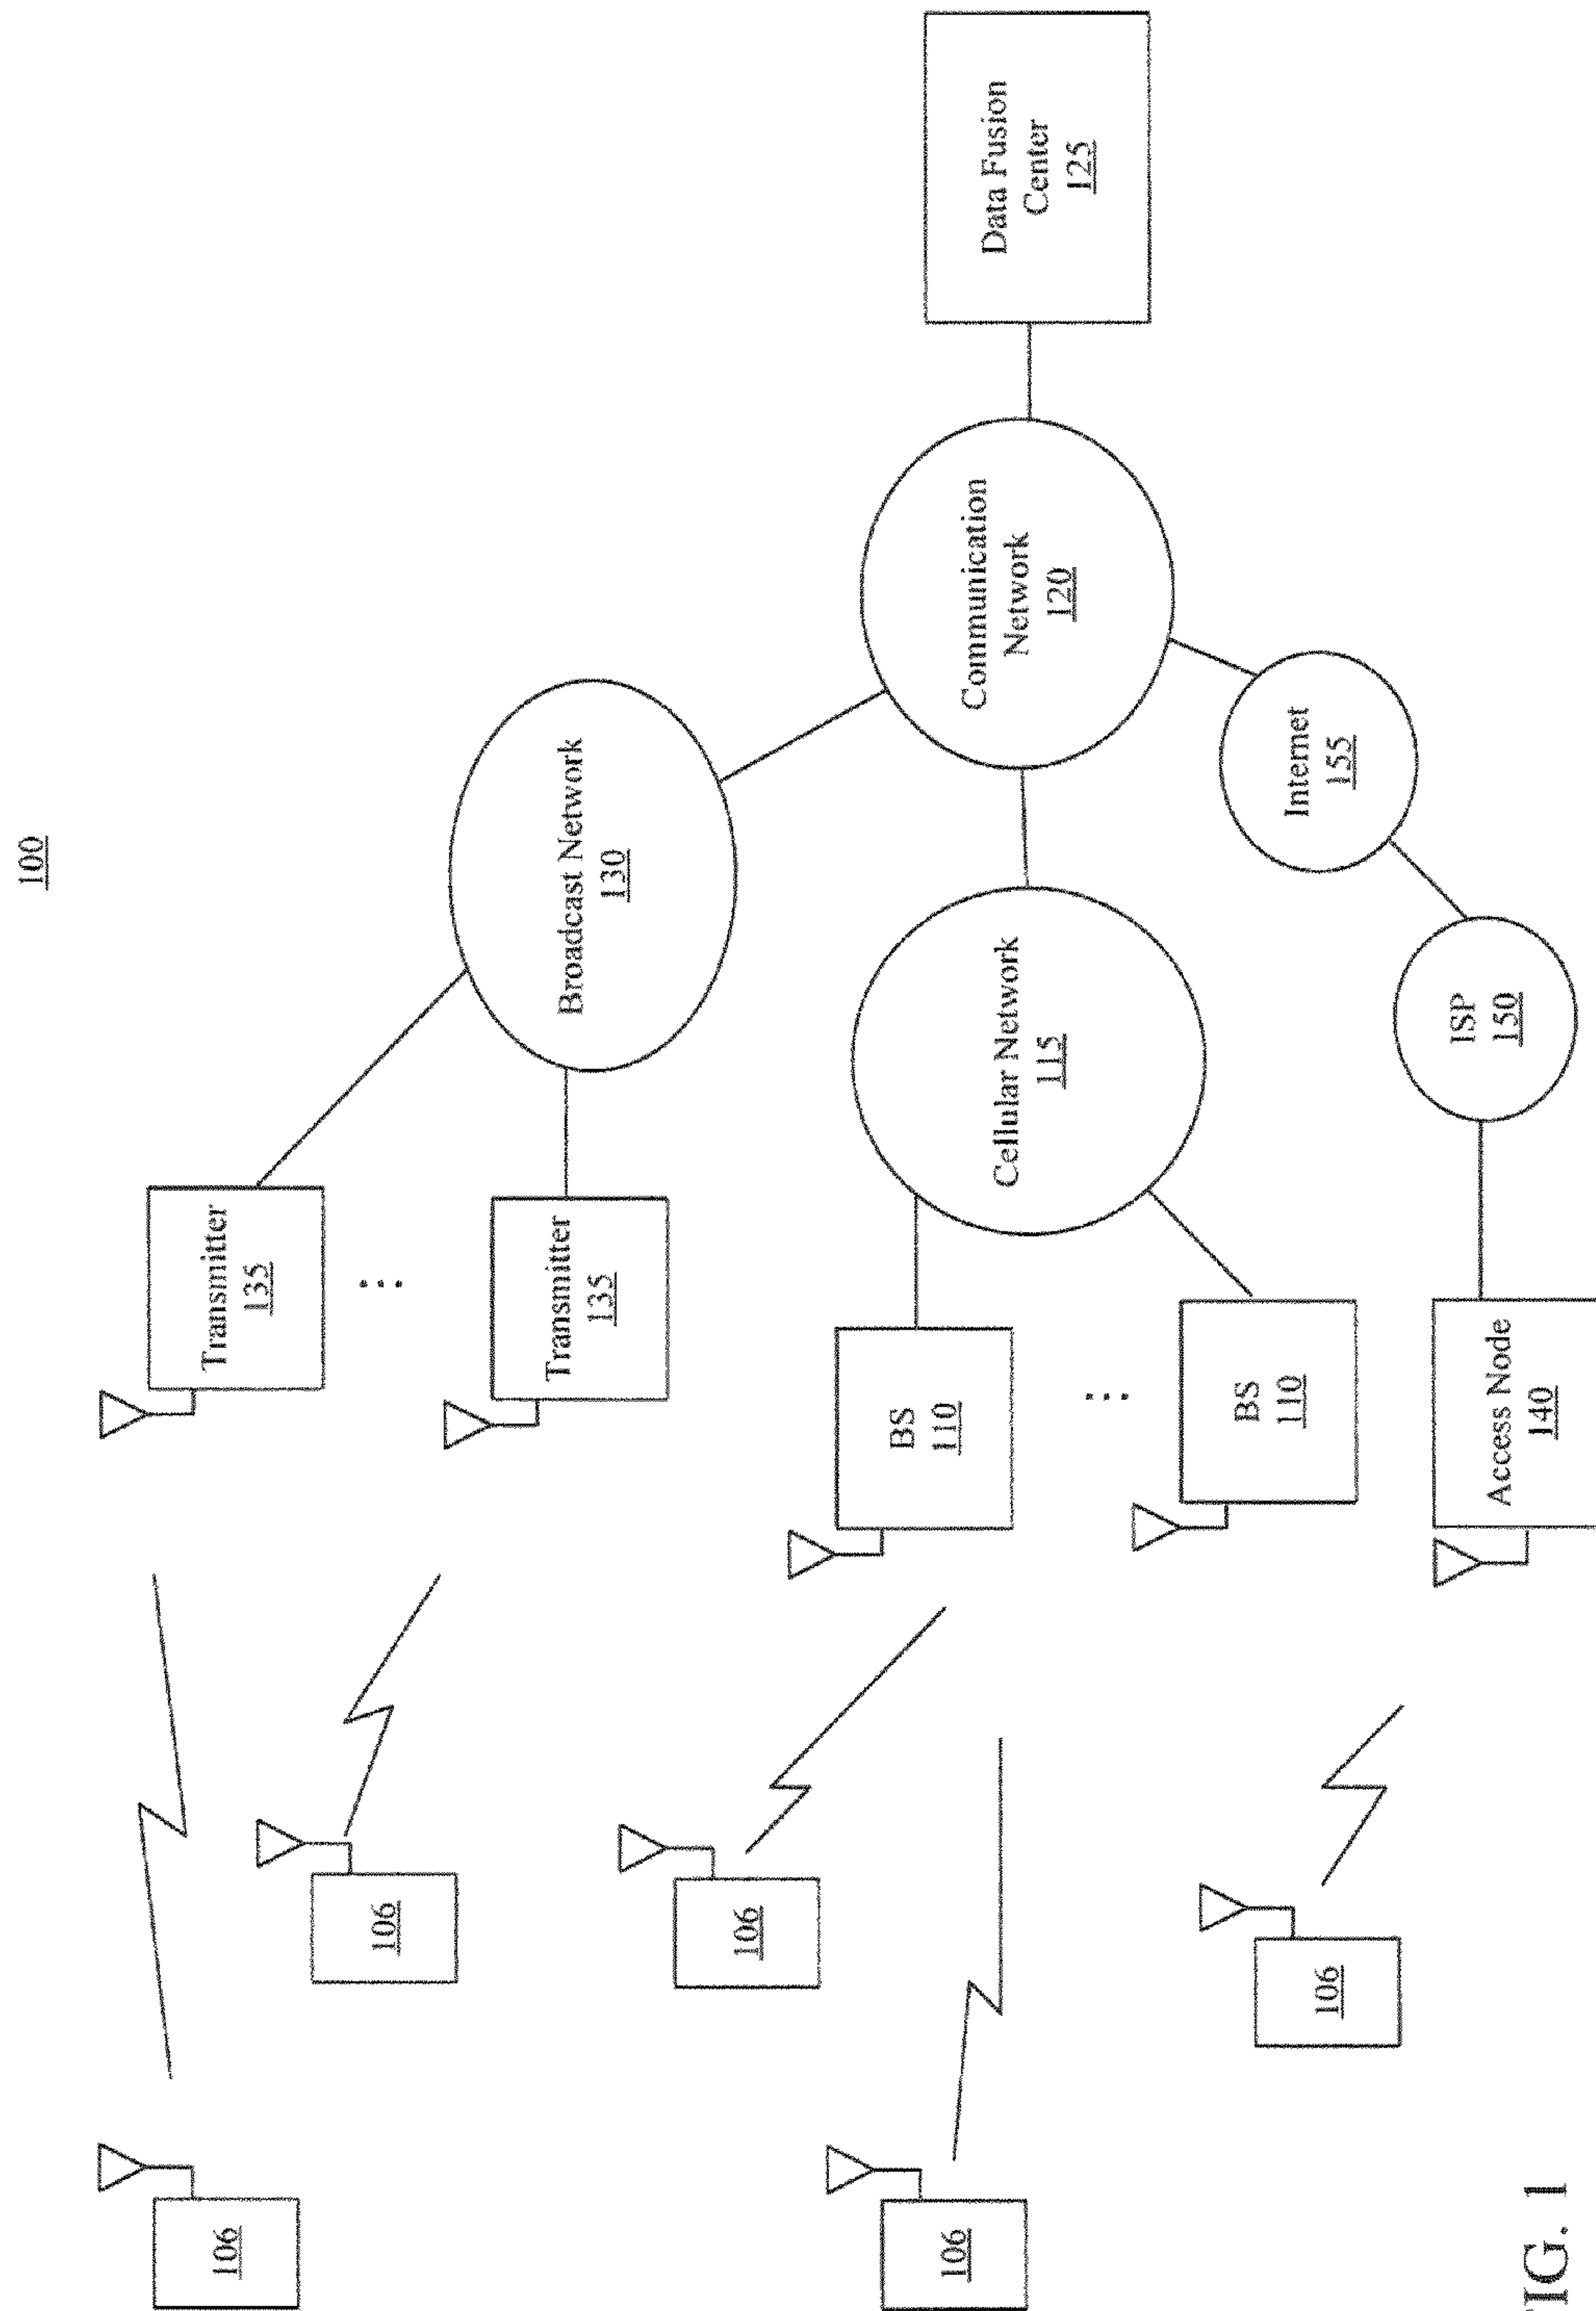 100
Transmitter
135
Broadcast Network
130
106
106
⋮
Transmitter
135
106
BS
110
Cellular Network
115
Communication
Network
120
Data Fusion
Center
125
106
⋮
BS
110
Internet
155
106
Access Node
140
ISP
150
FIG. 1